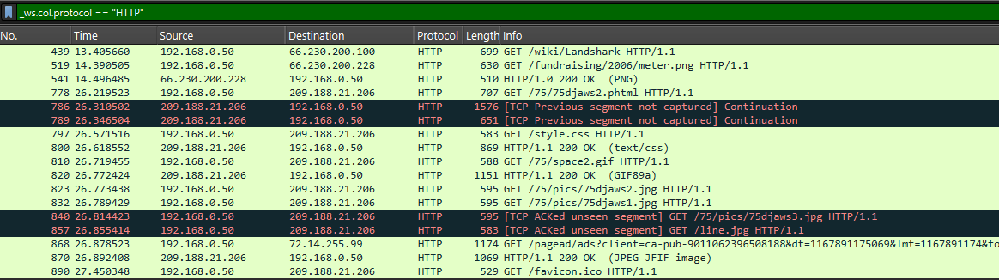 _ws.col.protocol == "HTTP"
No. Time Source Destination Protocol Length Info
439 13.405660 192.168.0.50 66.230.200.100 HTTP 699 GET /wiki/Landshark HTTP/1.1
519 14.390505 192.168.0.50 66.230.200.228 HTTP 630 GET /fundraising/2006/meter.png HTTP/1.1
541 14.496485 66.230.200.228 192.168.0.50 HTTP 510 HTTP/1.0 200 OK (PNG)
778 26.219523 192.168.0.50 209.188.21.206 HTTP 707 GET /75/75djaws2.phtml HTTP/1.1
786 26.310502 209.188.21.206 192.168.0.50 HTTP 1576 [TCP Previous segment not captured] Continuation
789 26.346504 209.188.21.206 192.168.0.50 HTTP 651 [TCP Previous segment not captured] Continuation
797 26.571516 192.168.0.50 209.188.21.206 HTTP 583 GET /style.css HTTP/1.1
800 26.618552 209.188.21.206 192.168.0.50 HTTP 869 HTTP/1.1 200 OK (text/css)
810 26.719455 192.168.0.50 209.188.21.206 HTTP 588 GET /75/space2.gif HTTP/1.1
820 26.772424 209.188.21.206 192.168.0.50 HTTP 1151 HTTP/1.1 200 OK (GIF89a)
823 26.773438 192.168.0.50 209.188.21.206 HTTP 595 GET /75/pics/75djaws2.jpg HTTP/1.1
832 26.789429 192.168.0.50 209.188.21.206 HTTP 595 GET /75/pics/75djaws1.jpg HTTP/1.1
840 26.814423 192.168.0.50 209.188.21.206 HTTP 595 [TCP ACKed unseen segment] GET /75/pics/75djaws3.jpg HTTP/1.1
857 26.855414 192.168.0.50 209.188.21.206 HTTP 583 [TCP ACKed unseen segment] GET /line.jpg HTTP/1.1
868 26.878523 192.168.0.50 72.14.255.99 HTTP 1174 GET /pagead/ads?client=ca-pub-9011062396508188&dt=1167891175069&lmt=1167891174&fo
870 26.892408 209.188.21.206 192.168.0.50 HTTP 1069 HTTP/1.1 200 OK (JPEG JFIF image)
890 27.450348 192.168.0.50 209.188.21.206 HTTP 529 GET /favicon.ico HTTP/1.1